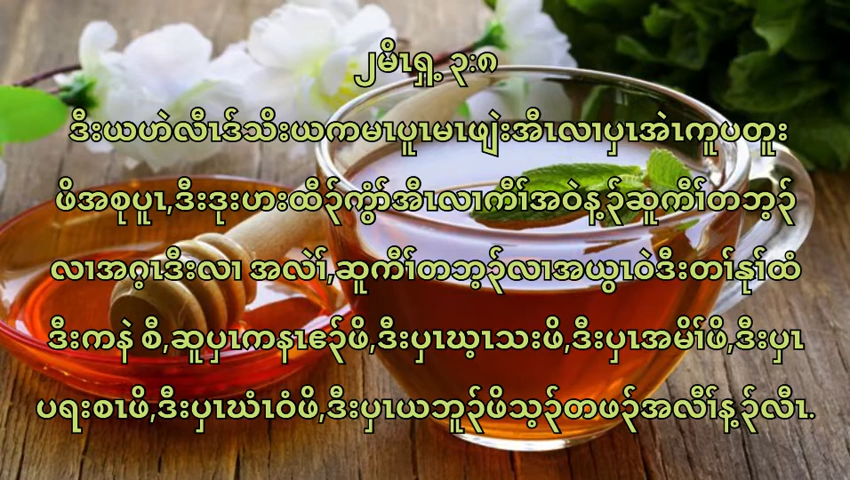 ၂မိၤရှ့ ၃:၈
ဒီးယဟဲလီၤဒ်သိးယကမၤပူၤမၤဖျဲးအီၤလၢပှၤအဲၤကူပတူး
ဖိအစုပူၤ,ဒီးဒုးဟးထီၣ်ကွံာ်အီၤလၢကီၢ်အဝဲန့ၣ်ဆူကီၢ်တဘ့ၣ်
လၢအဂ့ၤဒီးလၢ အလဲၢ်,ဆူကီၢ်တဘ့ၣ်လၢအယွၤဝဲဒီးတၢ်နုၢ်ထံ
ဒီးကနဲ စီ,ဆူပှၤကနၤဧၣ်ဖိ,ဒီးပှၤဃ့ၤသးဖိ,ဒီးပှၤအမိၢ်ဖိ,ဒီးပှၤ
ပရးစၤဖိ,ဒီးပှၤဃံၤဝံဖိ,ဒီးပှၤယဘူၣ်ဖိသ့ၣ်တဖၣ်အလီၢ်န့ၣ်လီၤ.